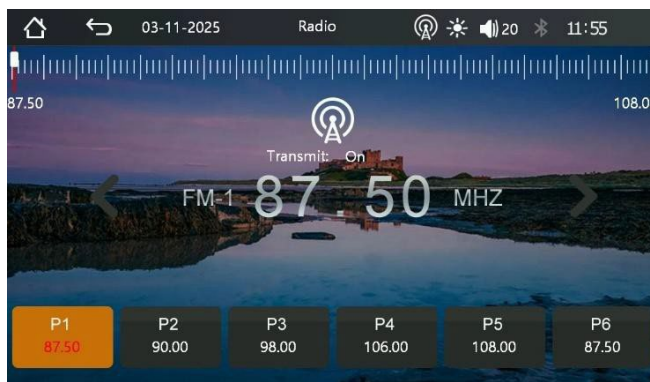 03-11-2025 Radio 20 11:55
87.50 108.0
Transmit: On
FM-1 87.50 MHZ
P1 P2 P3 P4 P5 P6
87.50 90.00 98.00 106.00 108.00 87.50